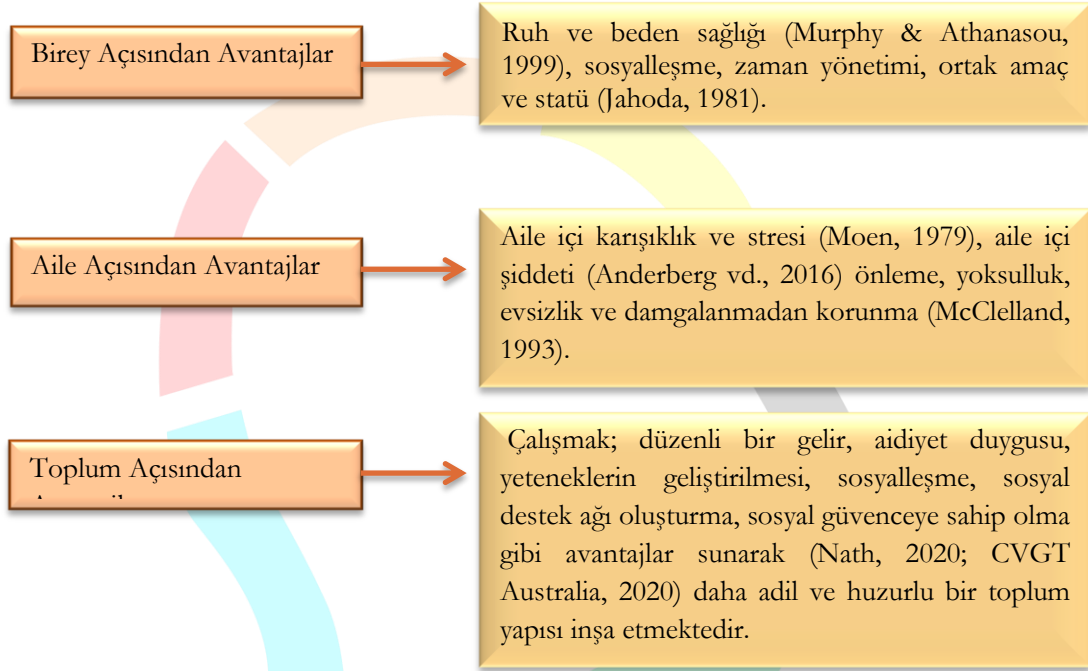 Birey Açısından Avantajlar
Ruh ve beden sağlığı (Murphy & Athanasou,
1999), sosyalleşme, zaman yönetimi, ortak amaç
ve statü (Jahoda, 1981).
Aile Açısından Avantajlar
Aile içi karışıklık ve stresi (Moen, 1979), aile içi
şiddeti (Anderberg vd., 2016) önleme, yoksulluk,
evsizlik ve damgalanmadan korunma (McClelland,
1993).
Toplum Açısından
Çalışmak; düzenli bir gelir, aidiyet duygusu,
yeteneklerin geliştirilmesi, sosyalleşme, sosyal
destek ağı oluşturma, sosyal güvenceye sahip olma
gibi avantajlar sunarak (Nath, 2020; CVGT
Australia, 2020) daha adil ve huzurlu bir toplum
yapısı inşa etmektedir.